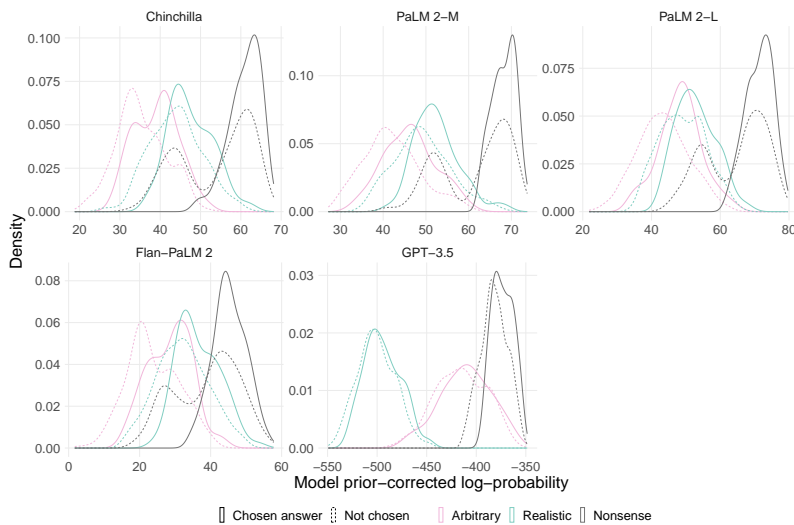 Chinchilla
PaLM 2−M
PaLM 2−L
0.100
0.075
0.050
0.025
0.000
20 30 40 50 60 70
0.10
0.05
0.00
30 40 50 60 70
0.075
0.050
0.025
0.000
20 40 60 80
Density
Flan−PaLM 2
GPT−3.5
0.08
0.06
0.04
0.02
0.00
0 20 40 60
0.03
0.02
0.01
0.00
−550 −500 −450 −400 −350
Model prior−corrected log−probability
Chosen answer Not chosen Arbitrary Realistic Nonsense